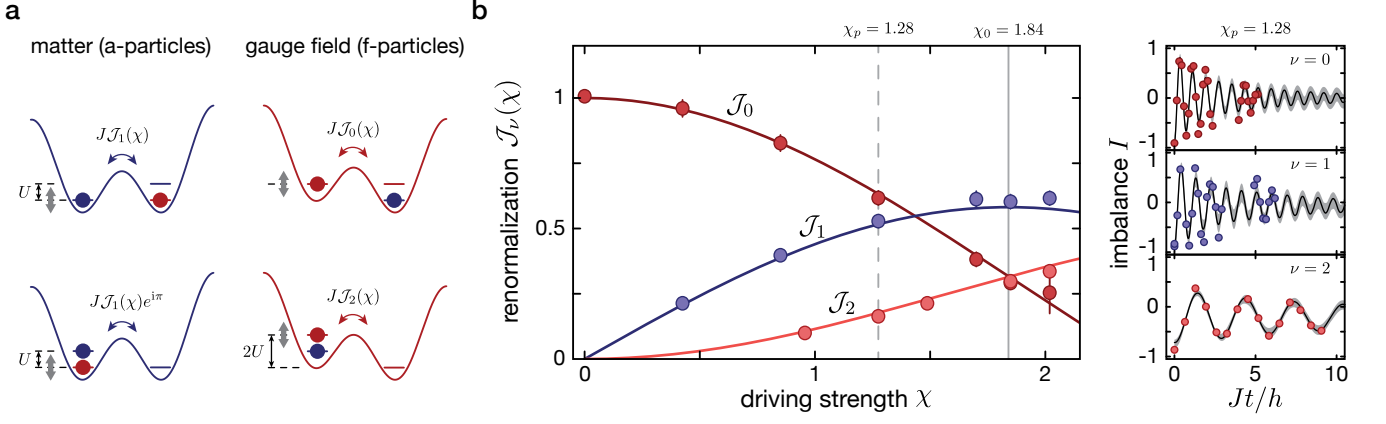 a
matter (a-particles)
gauge field (f-particles)
J𝒥₁(χ)
U
J𝒥₀(χ)
J𝒥₁(χ)e^{iπ}
U
J𝒥₂(χ)
2U
b
χₚ = 1.28
χ₀ = 1.84
renormalization 𝒥_ν(χ)
1
0.5
0
𝒥₀
𝒥₁
𝒥₂
0
1
2
driving strength χ
χₚ = 1.28
imbalance I
1
0
-1
ν = 0
1
0
-1
ν = 1
1
0
-1
ν = 2
0
5
10
Jt/h